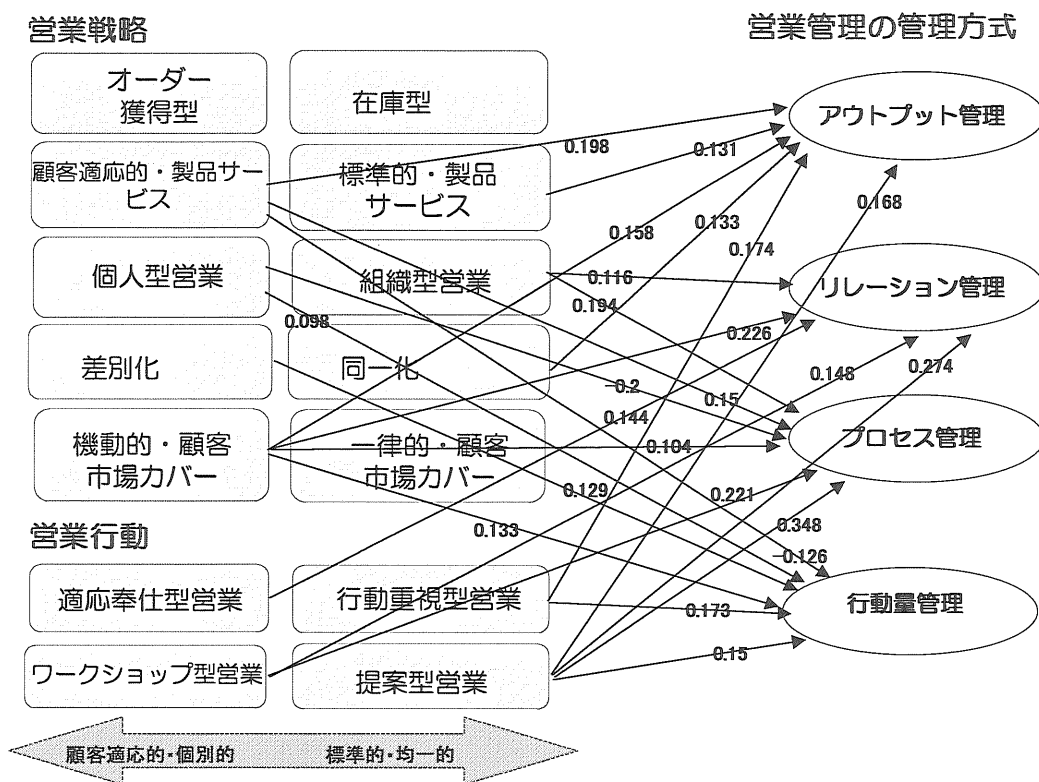 営業戦略
営業管理の管理方式
オーダー
獲得型
在庫型
アウトプット管理
0.198
0.131
顧客適応的・製品サー
ビス
標準的・製品
サービス
0.168
0.158
0.133
0.174
個人型営業
組織型営業
0.116
リレーション管理
0.194
0.098
0.226
差別化
同一化
0.148
0.274
-0.2
0.15
0.144
機動的・顧客
市場カバー
一律的・顧客
市場カバー
0.104
プロセス管理
0.129
0.221
0.133
0.348
営業行動
-0.126
適応奉仕型営業
行動重視型営業
0.173
行動量管理
ワークショップ型営業
提案型営業
0.15
顧客適応的・個別的
標準的・均一的